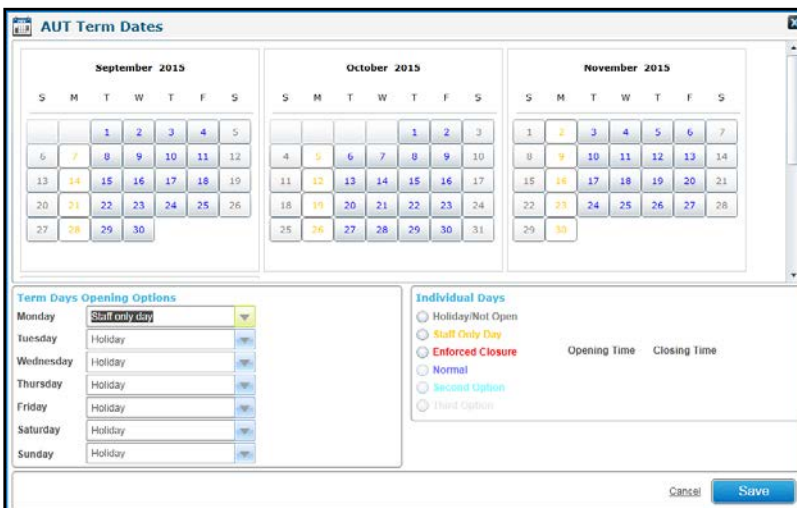 AUT Term Dates
September 2015 October 2015 November 2015
S M T W T F S S M T W T F S S M T W T F S
1 2 3 4 5 1 2 3 1 2 3 4 5 6 7
6 7 8 9 10 11 12 4 5 6 7 8 9 10 8 9 10 11 12 13 14
13 14 15 16 17 18 19 11 12 13 14 15 16 17 15 16 17 18 19 20 21
20 21 22 23 24 25 26 18 19 20 21 22 23 24 22 23 24 25 26 27 28
27 28 29 30 25 26 27 28 29 30 31 29 30
Term Days Opening Options
Monday Staff only day
Tuesday Holiday
Wednesday Holiday
Thursday Holiday
Friday Holiday
Saturday Holiday
Sunday Holiday
Individual Days
Holiday/Not Open
Staff Only Day
Enforced Closure Opening Time Closing Time
Normal
Second Option
Third Option
Cancel Save